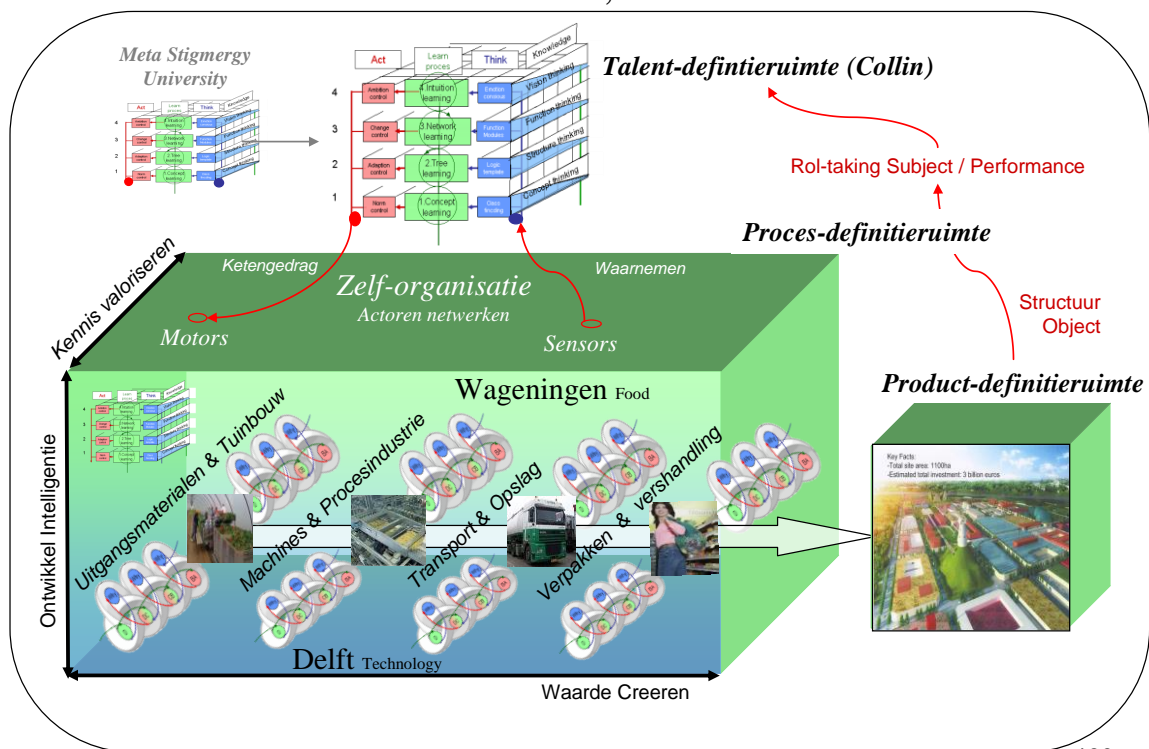 Meta Stigmergy
University
Act
Learn
proces
Think
Knowledge
4
3
2
1
Ambition
control
4.Intuition
learning
Emotion
Vision thinking
Change
control
3.Network
learning
Function
Modules
Function thinking
Adaption
control
2.Tree
learning
Logic
template
Structure thinking
Norm
control
1.Concept
learning
Concept thinking
Talent-defintieruimte (Collin)
Rol-taking Subject / Performance
Proces-definitieruimte
Structuur
Object
Product-definitieruimte
Kennis valoriseren
Ketengedrag
Waarnemen
Zelf-organisatie
Actoren netwerken
Motors
Sensors
Ontwikkel Intelligentie
Wageningen Food
Uitgangsmaterialen & Tuinbouw
Machines & Procesindustrie
Transport & Opslag
Verpakken & vershandling
Delft Technology
Waarde Creeren
Key Facts:
-Total site area: 1100ha
-Estimated total investment: 3 billion euros